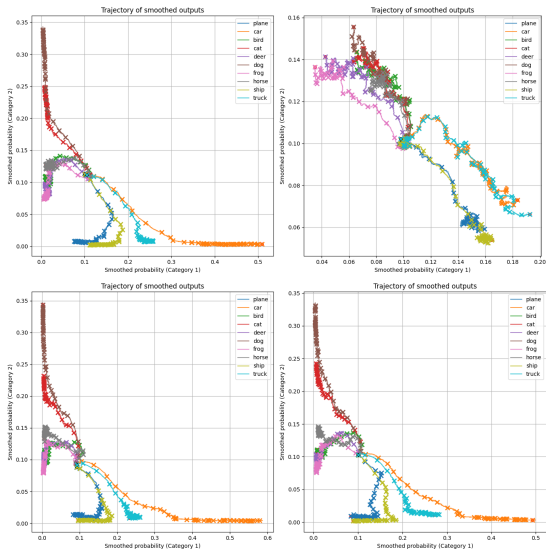 Trajectory of smoothed outputs
Smoothed probability (Category 2)
0.35
0.30
0.25
0.20
0.15
0.10
0.05
0.00
0.0 0.1 0.2 0.3 0.4 0.5
Smoothed probability (Category 1)
plane
car
bird
cat
deer
dog
frog
horse
ship
truck
Trajectory of smoothed outputs
Smoothed probability (Category 2)
0.16
0.14
0.12
0.10
0.08
0.06
0.04 0.06 0.08 0.10 0.12 0.14 0.16 0.18 0.20
Smoothed probability (Category 1)
plane
car
bird
cat
deer
dog
frog
horse
ship
truck
Trajectory of smoothed outputs
Smoothed probability (Category 2)
0.35
0.30
0.25
0.20
0.15
0.10
0.05
0.00
0.0 0.1 0.2 0.3 0.4 0.5 0.6
Smoothed probability (Category 1)
plane
car
bird
cat
deer
dog
frog
horse
ship
truck
Trajectory of smoothed outputs
Smoothed probability (Category 2)
0.35
0.30
0.25
0.20
0.15
0.10
0.05
0.00
0.0 0.1 0.2 0.3 0.4 0.5
Smoothed probability (Category 1)
plane
car
bird
cat
deer
dog
frog
horse
ship
truck